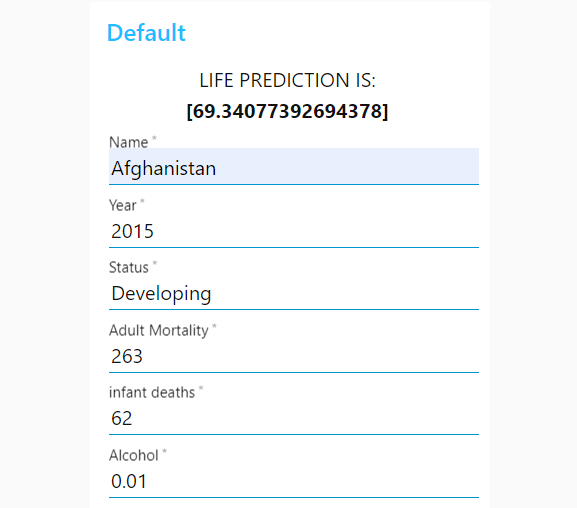 Default
LIFE PREDICTION IS:
[69.34077392694378]
Name *
Afghanistan
Year *
2015
Status *
Developing
Adult Mortality *
263
infant deaths *
62
Alcohol *
0.01